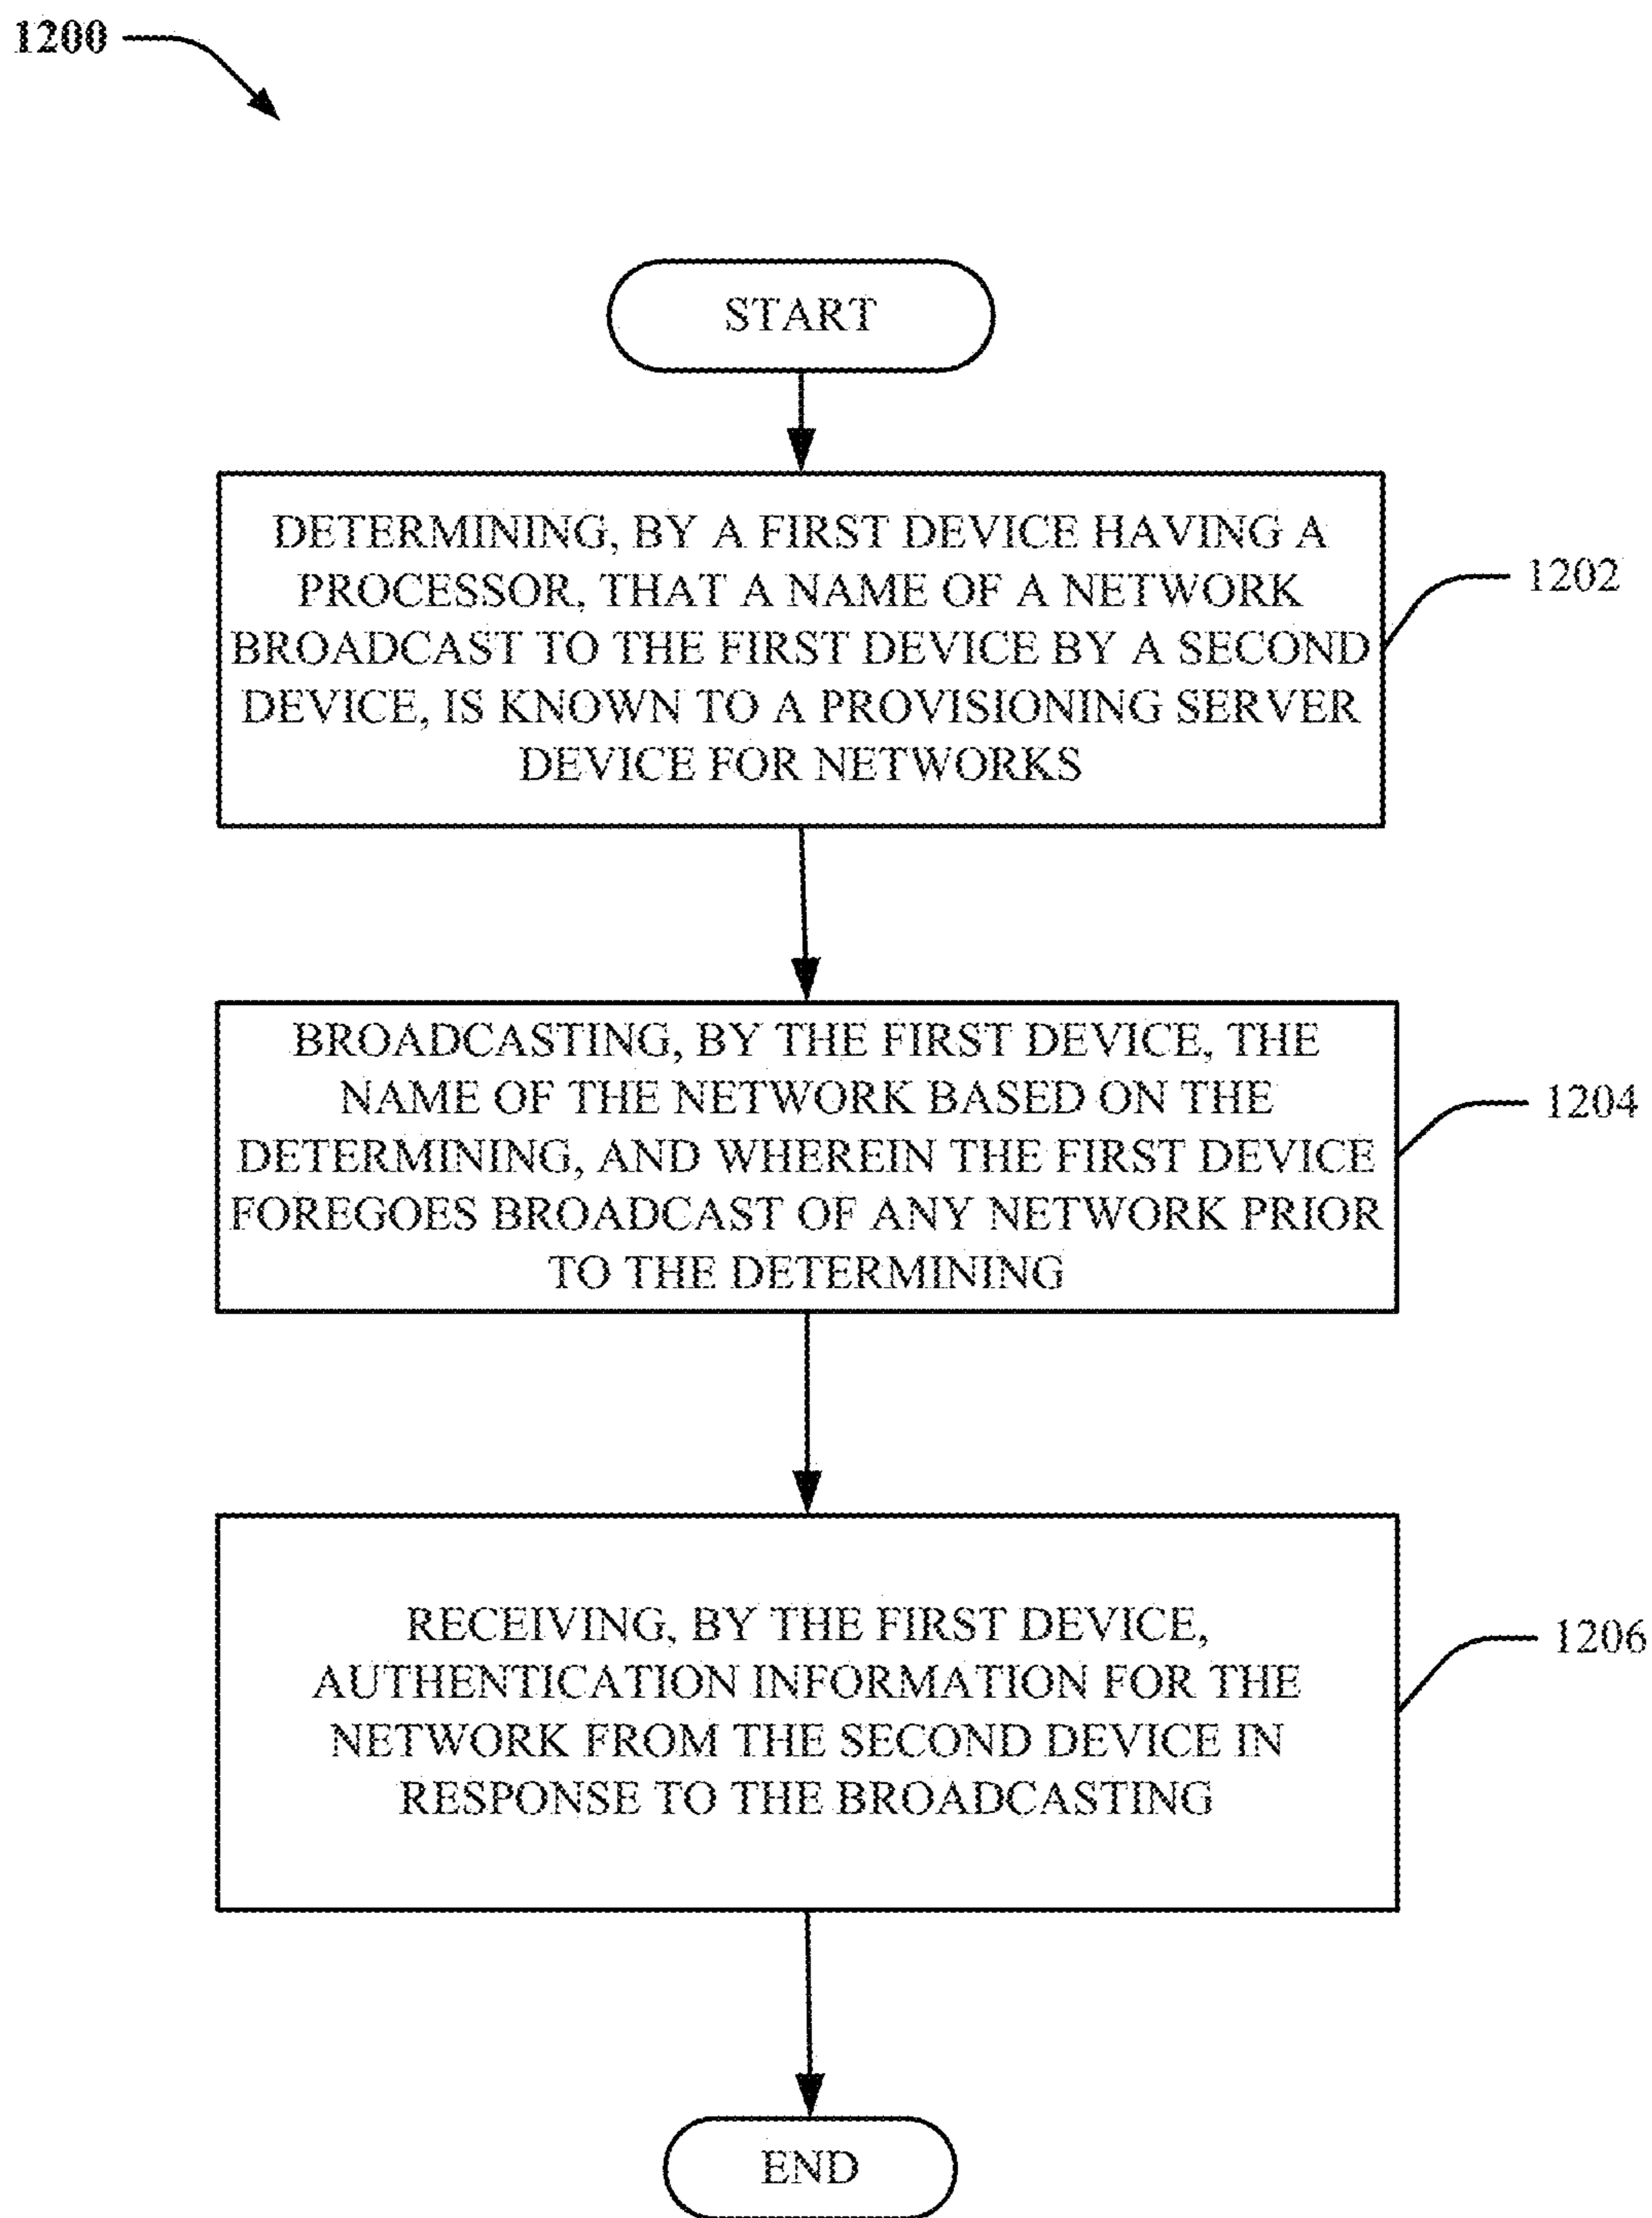 1200
START
DETERMINING, BY A FIRST DEVICE HAVING A
PROCESSOR, THAT A NAME OF A NETWORK
BROADCAST TO THE FIRST DEVICE BY A SECOND
DEVICE, IS KNOWN TO A PROVISIONING SERVER
DEVICE FOR NETWORKS
1202
BROADCASTING, BY THE FIRST DEVICE, THE
NAME OF THE NETWORK BASED ON THE
DETERMINING, AND WHEREIN THE FIRST DEVICE
FOREGOES BROADCAST OF ANY NETWORK PRIOR
TO THE DETERMINING
1204
RECEIVING, BY THE FIRST DEVICE,
AUTHENTICATION INFORMATION FOR THE
NETWORK FROM THE SECOND DEVICE IN
RESPONSE TO THE BROADCASTING
1206
END